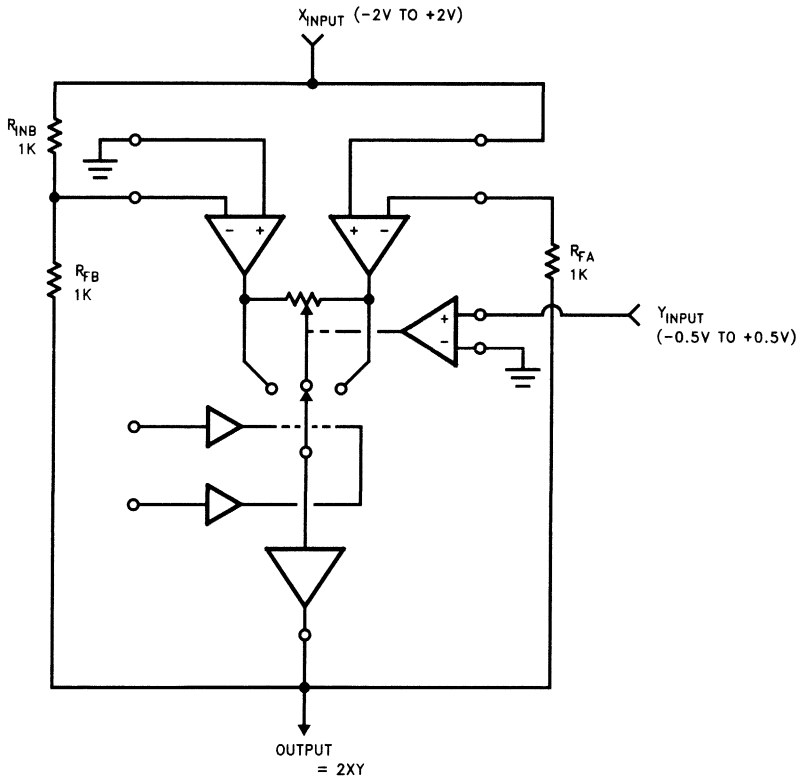 XINPUT (-2V TO +2V)
RINB
1K
- +
+ -
RFB
1K
RFA
1K
+
-
YINPUT
(-0.5V TO +0.5V)
OUTPUT
= 2XY